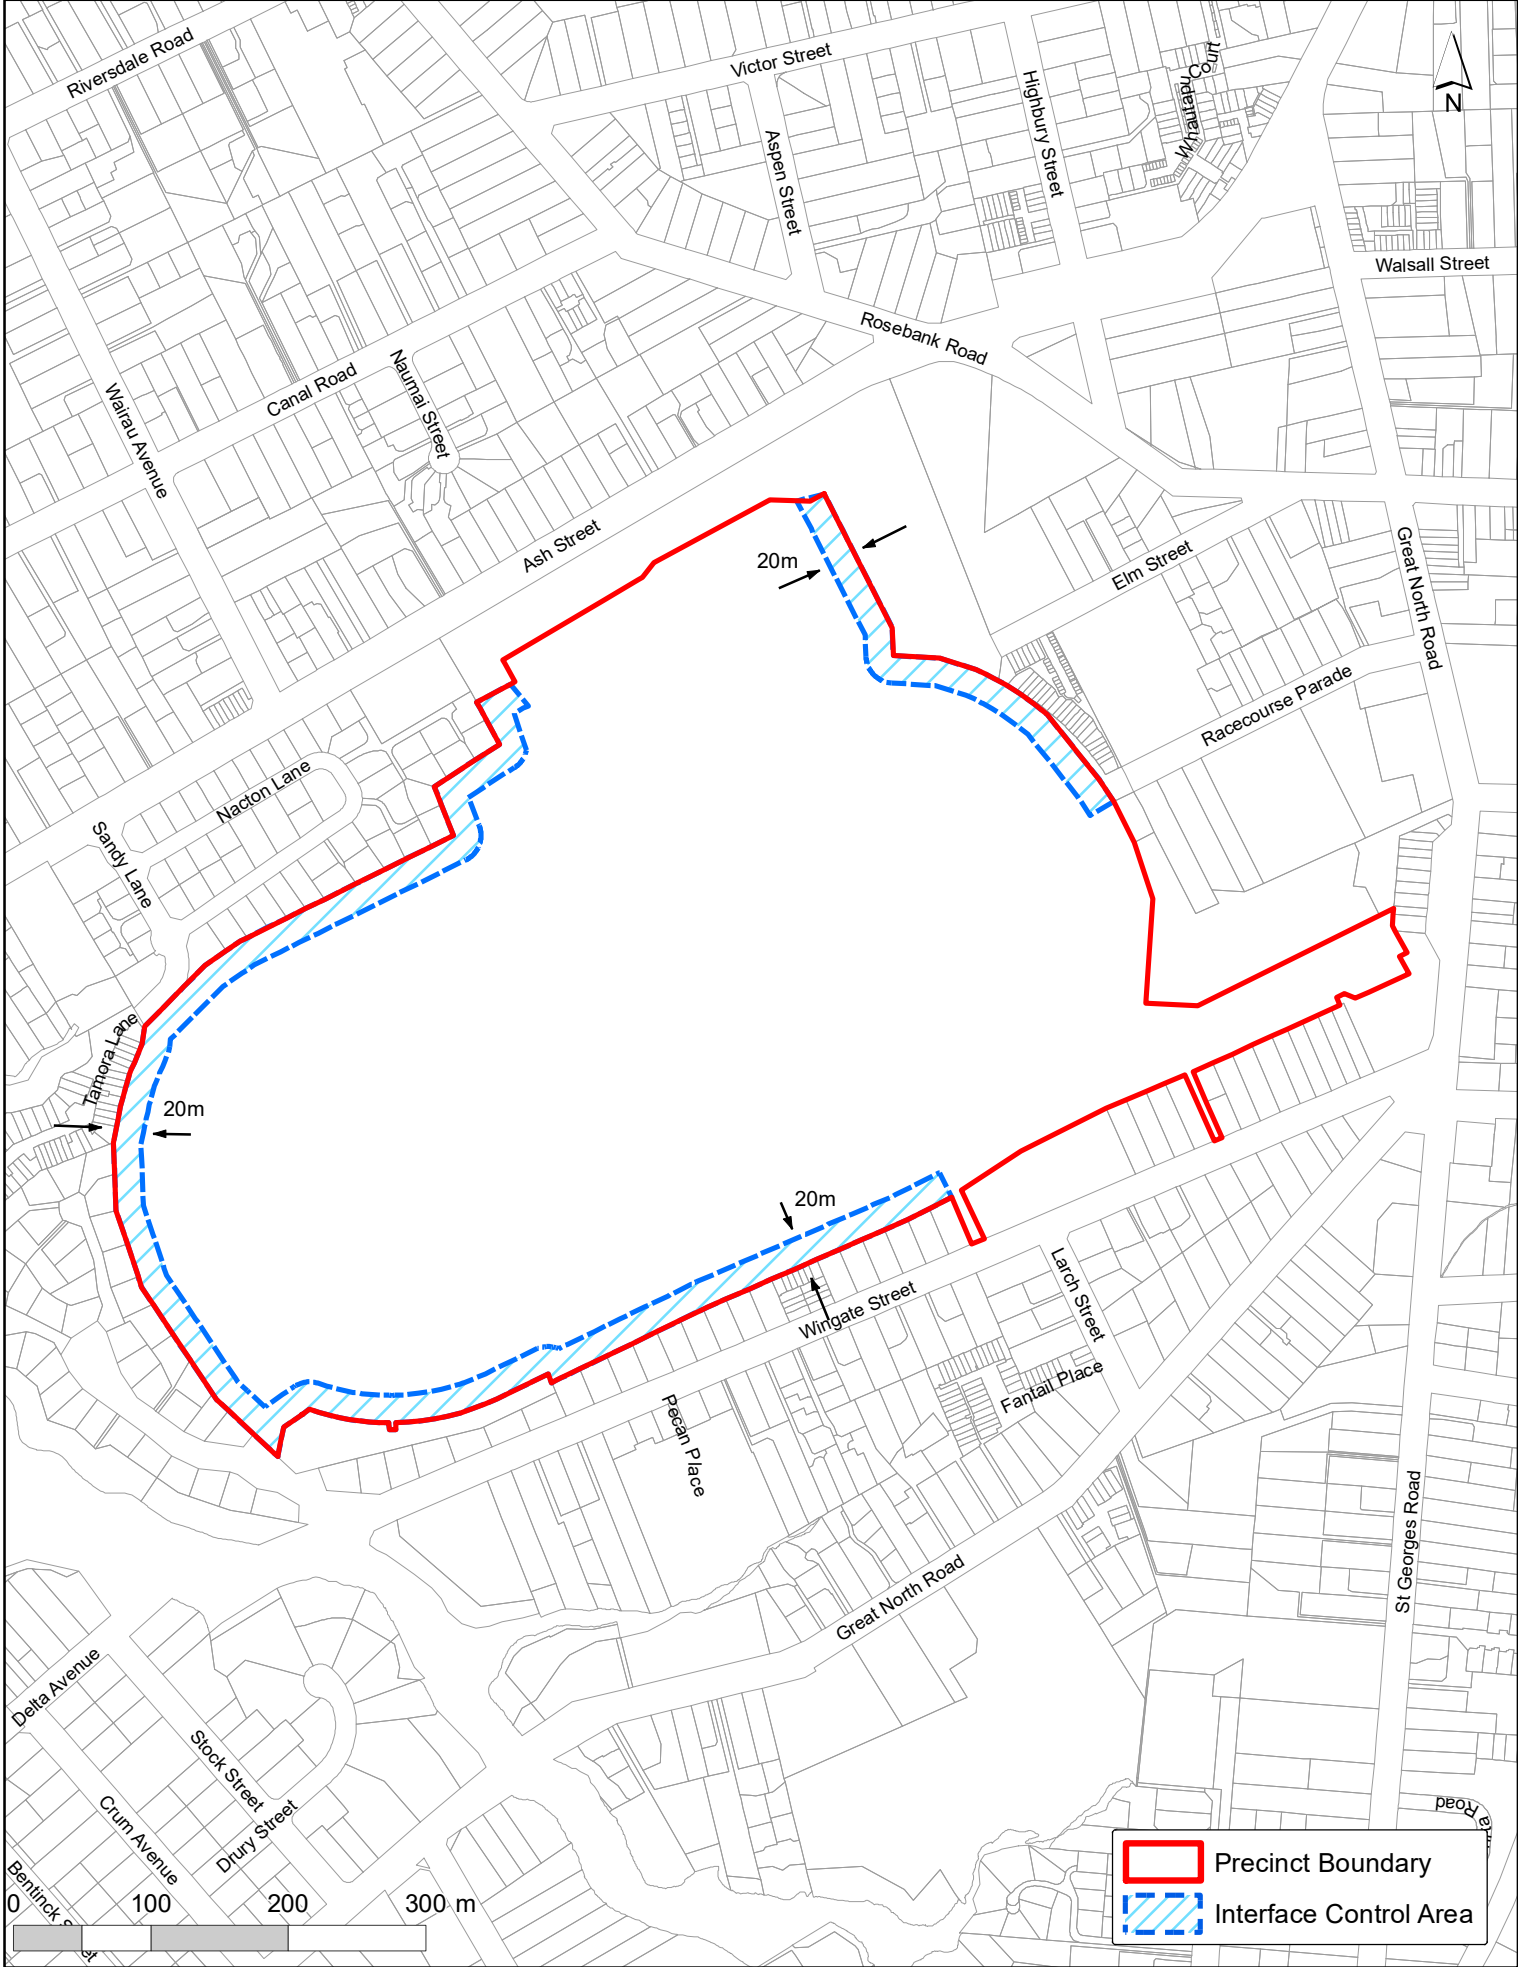 Riversdale Road
Victor Street
Highbury Street
Court
Whatatu
N
Aspen Street
Walsall Street
Rosebank Road
Naumai Street
Canal Road
Wairau Avenue
Ash Street
20m
Elm Street
Great North Road
Racecourse Parade
Nacton Lane
Sandy Lane
Tamora Lane
20m
20m
Wingate Street
Larch Street
Fantail Place
Pecan Place
Great North Road
St Georges Road
Delta Avenue
Stock Street
Crum Avenue
Drury Street
Bentinck
Road
Precinct Boundary
Interface Control Area
0 100 200 300 m